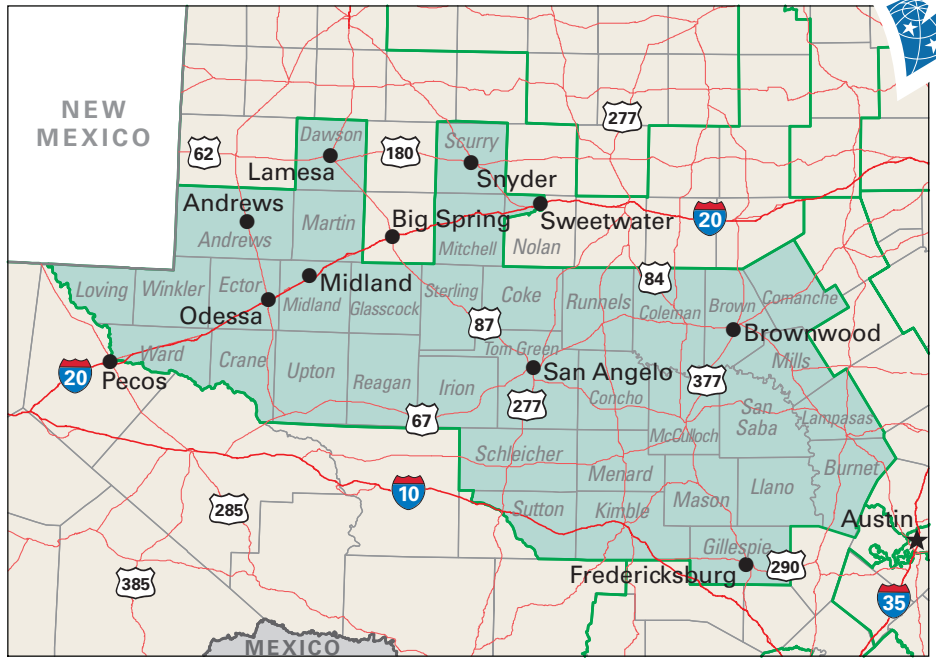 NEW
MEXICO
277
Dawson
Scurry
62
180
Lamesa
Snyder
Andrews
Big Spring
Sweetwater
20
Andrews
Martin
Mitchell
Nolan
Midland
84
Loving
Winkler
Ector
Midland
Glasscock
Sterling
Coke
Runnels
Coleman
Brown
Comanche
Odessa
87
Brownwood
Ward
Crane
Upton
Reagan
Irion
Tom Green
San Angelo
Concho
377
Mills
20
Pecos
277
67
San
Saba
Lampasas
McCulloch
Schleicher
Menard
Burnet
10
Mason
Llano
285
Sutton
Kimble
Austin
Gillespie
385
Fredericksburg
290
35
MEXICO